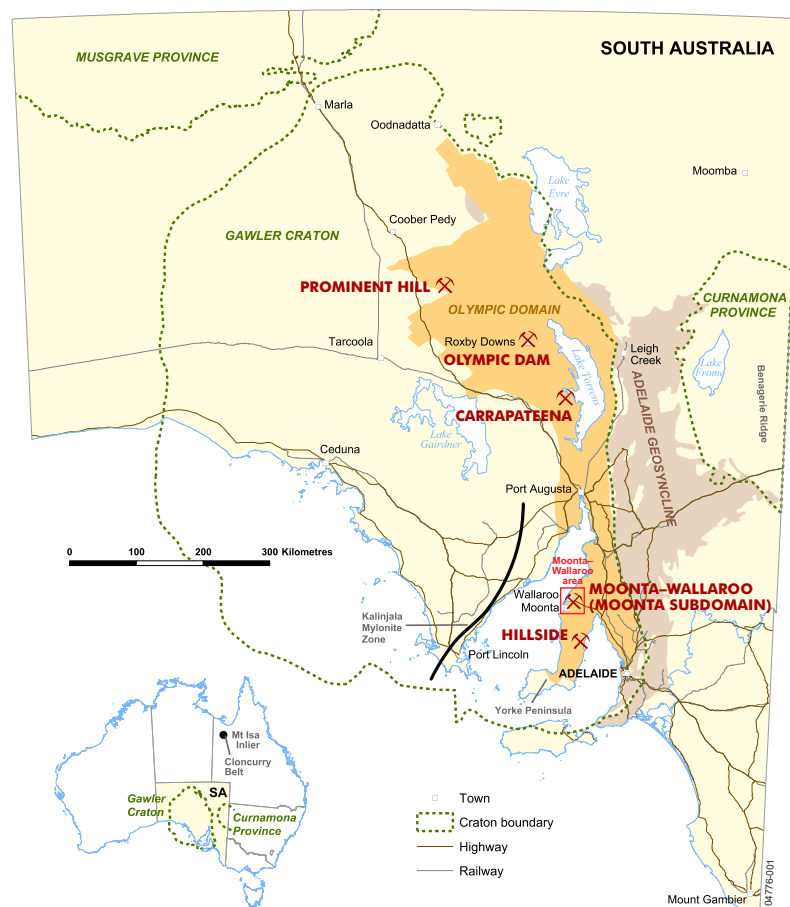 SOUTH AUSTRALIA
MUSGRAVE PROVINCE
Marla
Oodnadatta
Moomba
Lake
Eyre
Coober Pedy
GAWLER CRATON
PROMINENT HILL
OLYMPIC DOMAIN
CURNAMONA
PROVINCE
Tarcoola
Roxby Downs
OLYMPIC DAM
Leigh
Creek
Lake Torrens
Lake
Frome
Benagerie Ridge
ADELAIDE GEOSYNCLINE
CARRAPATEENA
Lake
Gairdner
Ceduna
Port Augusta
0 100 200 300 Kilometres
Moonta–
Wallaroo
area
Wallaroo
Moonta
MOONTA–WALLAROO
(MOONTA SUBDOMAIN)
Kalinjala
Mylonite
Zone
HILLSIDE
Port Lincoln
ADELAIDE
Yorke Peninsula
Mt Isa
Inlier
Cloncurry
Belt
SA
Gawler
Craton
Curnamona
Province
Town
Craton boundary
Highway
Railway
Mount Gambier
04776-001